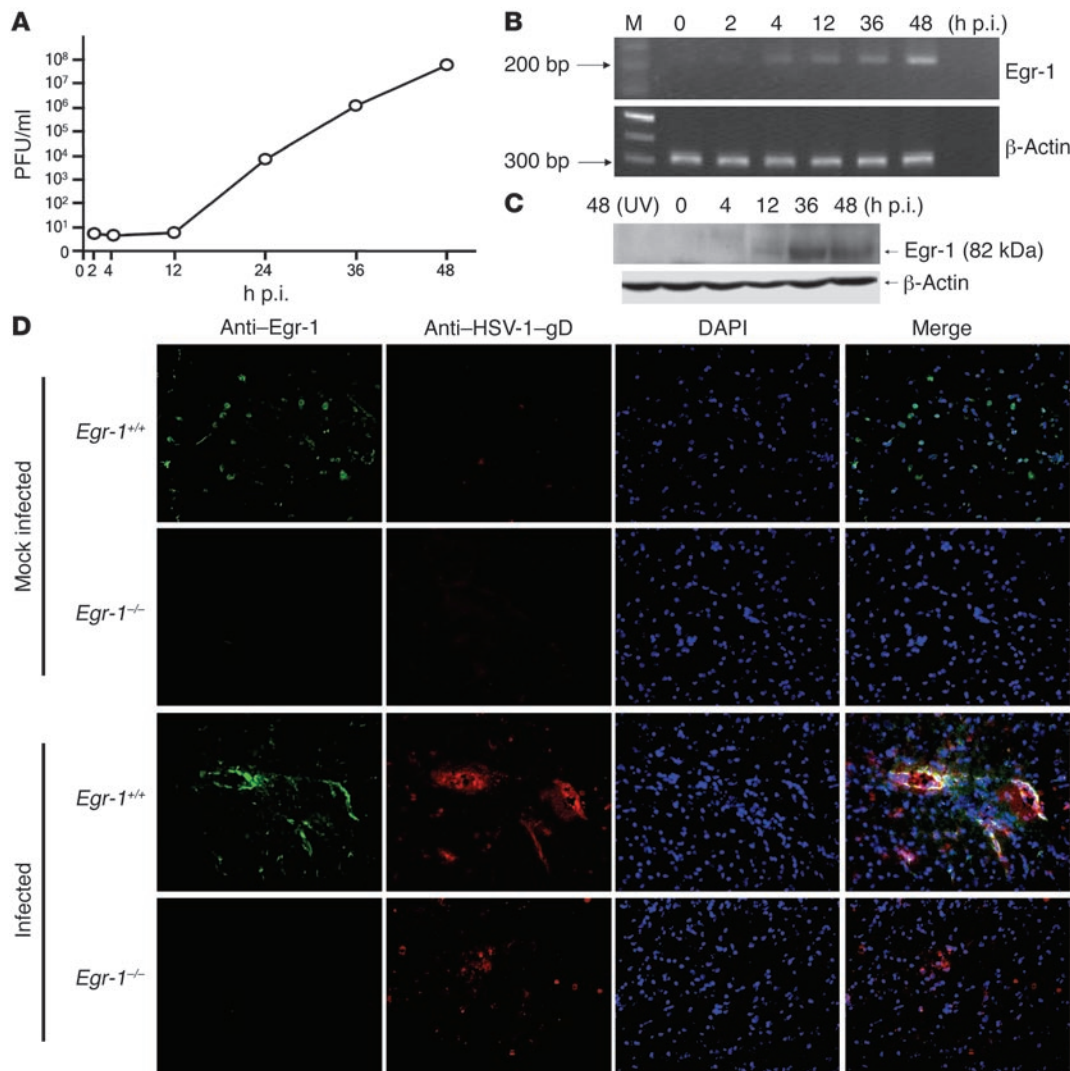 A
PFU/ml
10⁸
10⁷
10⁶
10⁵
10⁴
10³
10²
10¹
0
0 2 4 12 24 36 48
h p.i.
B
M 0 2 4 12 36 48 (h p.i.)
200 bp
Egr-1
300 bp
β-Actin
C
48 (UV) 0 4 12 36 48 (h p.i.)
Egr-1 (82 kDa)
β-Actin
D
Anti–Egr-1 Anti–HSV-1–gD DAPI Merge
Mock infected
Egr-1⁺/⁺
Egr-1⁻/⁻
Infected
Egr-1⁺/⁺
Egr-1⁻/⁻